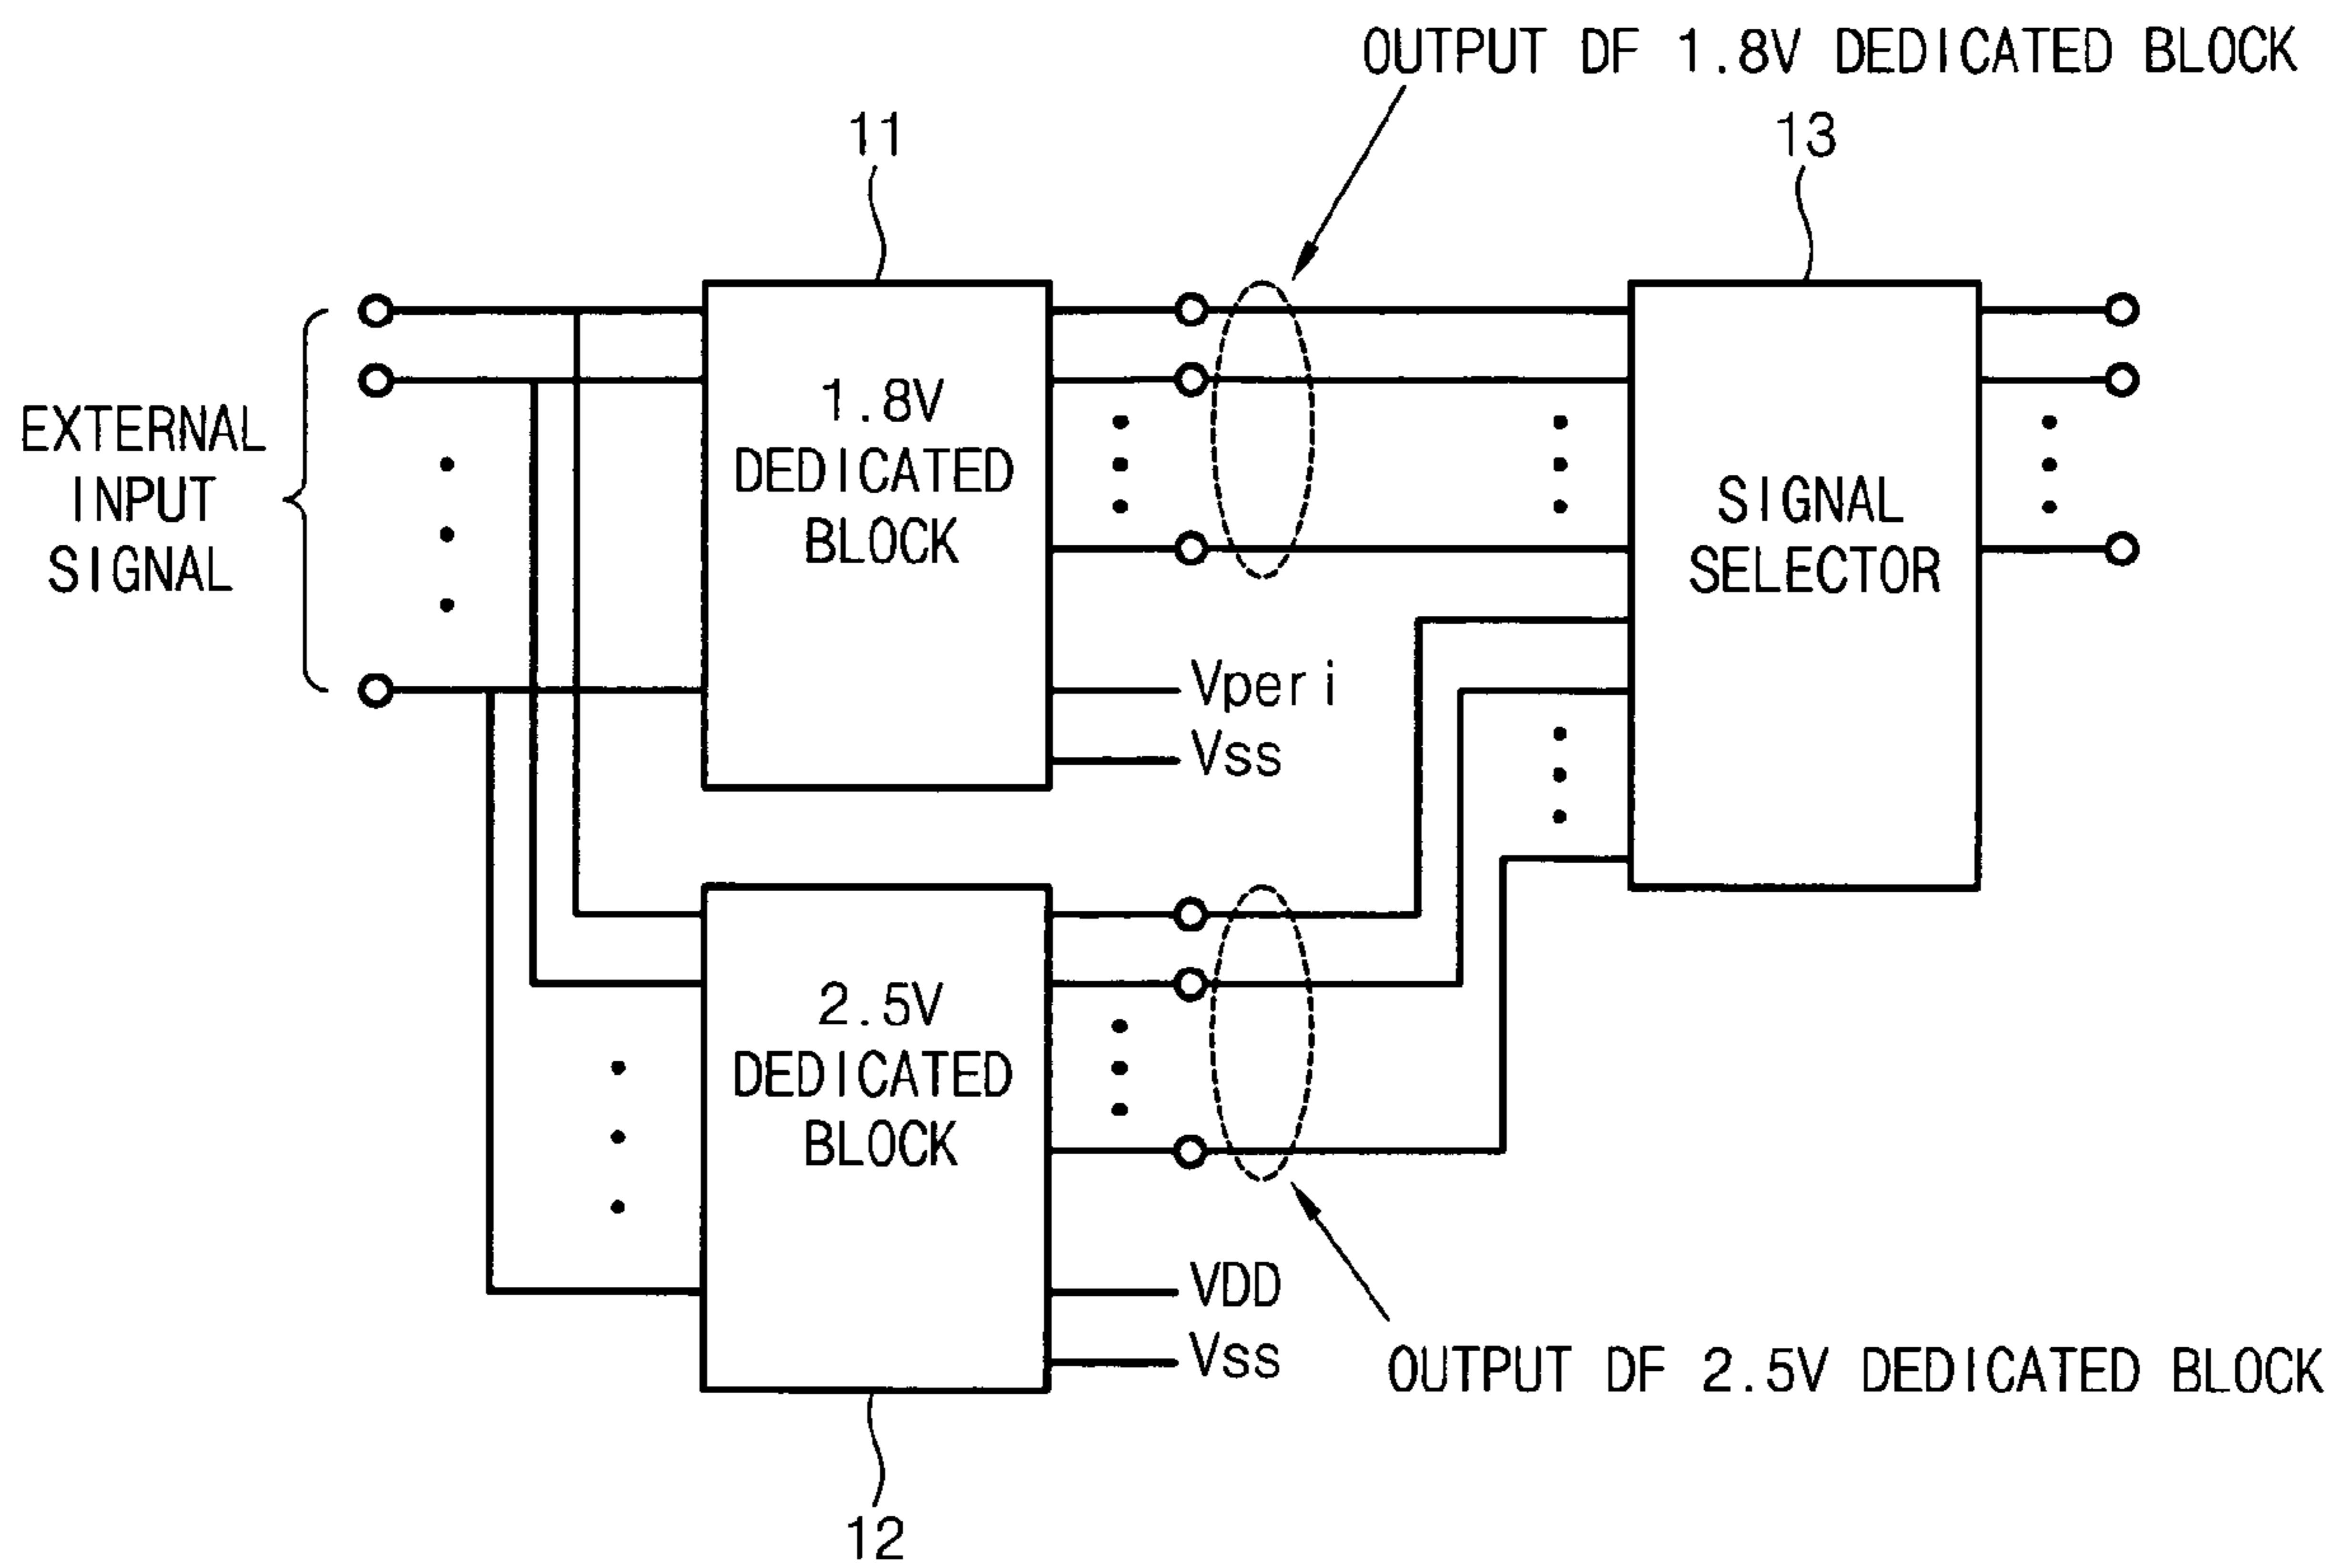 OUTPUT DF 1.8V DEDICATED BLOCK
11
13
EXTERNAL
INPUT
SIGNAL
1.8V
DEDICATED
BLOCK
SIGNAL
SELECTOR
Vperi
Vss
2.5V
DEDICATED
BLOCK
VDD
Vss
OUTPUT DF 2.5V DEDICATED BLOCK
12